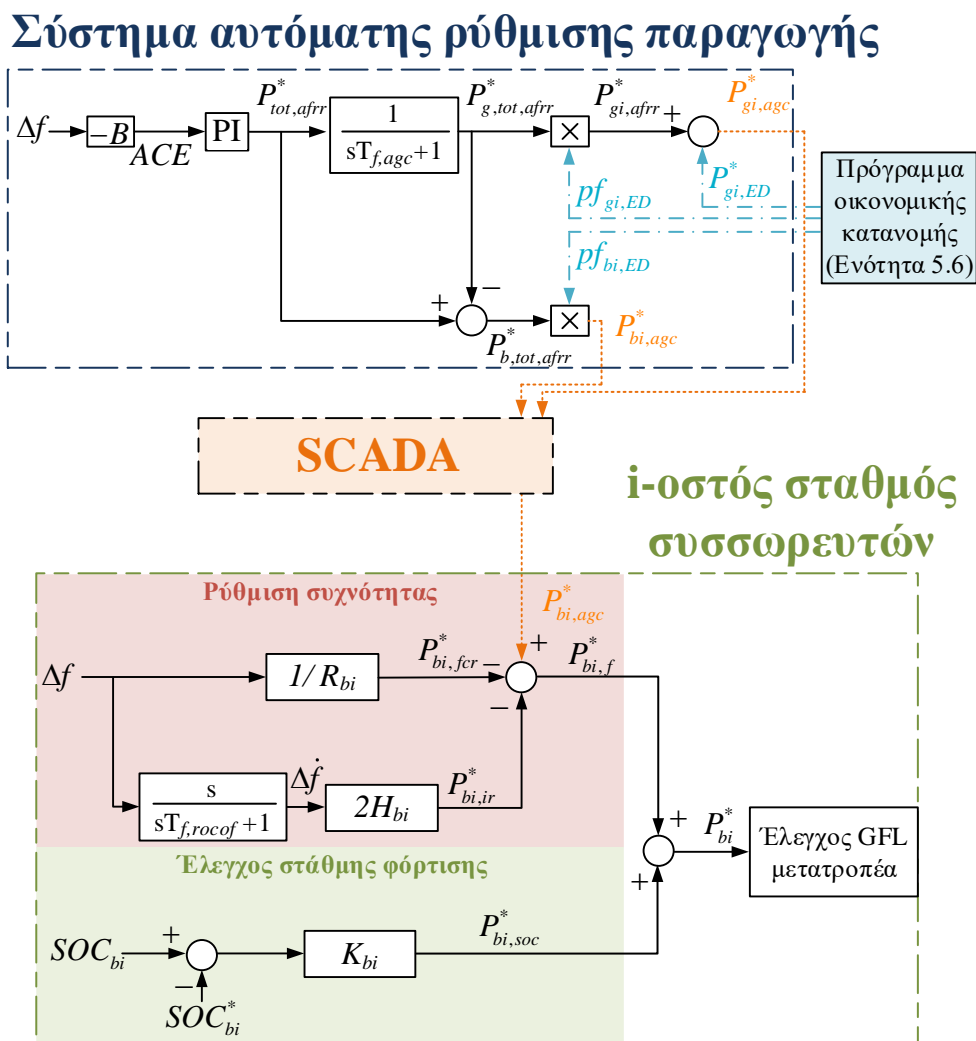 Σύστημα αυτόματης ρύθμισης παραγωγής
Δf
−B
ACE
PI
P*tot,afrr
1
sTf,agc+1
P*g,tot,afrr
×
P*gi,afrr
+
P*gi,agc
pfgi,ED
P*gi,ED
pfbi,ED
Πρόγραμμα
οικονομικής
κατανομής
(Ενότητα 5.6)
+
−
P*b,tot,afrr
×
P*bi,agc
SCADA
i-οστός σταθμός
συσσωρευτών
Ρύθμιση συχνότητας
P*bi,agc
Δf
1/Rbi
P*bi,fcr
−
+
−
P*bi,f
s
sTf,rocof+1
Δḟ
2Hbi
P*bi,ir
+
+
P*bi
Έλεγχος GFL
μετατροπέα
Έλεγχος στάθμης φόρτισης
SOCbi
+
−
SOC*bi
Kbi
P*bi,soc